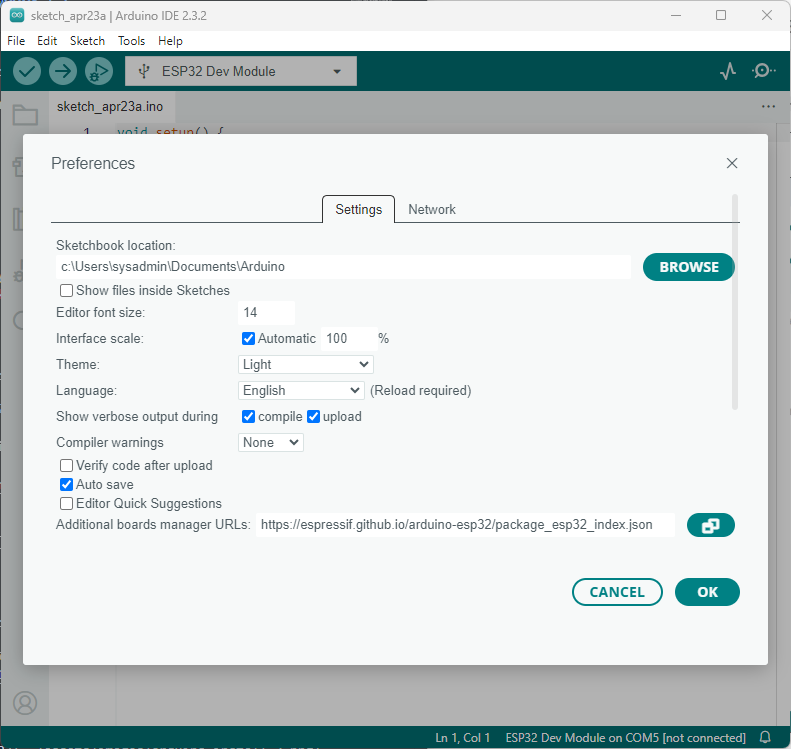 sketch_apr23a | Arduino IDE 2.3.2
File Edit Sketch Tools Help
ESP32 Dev Module
sketch_apr23a.ino
1 void setup() {
Preferences
Settings Network
Sketchbook location:
c:\Users\sysadmin\Documents\Arduino BROWSE
Show files inside Sketches
Editor font size: 14
Interface scale: Automatic 100 %
Theme: Light
Language: English (Reload required)
Show verbose output during compile upload
Compiler warnings None
Verify code after upload
Auto save
Editor Quick Suggestions
Additional boards manager URLs: https://espressif.github.io/arduino-esp32/package_esp32_index.json
CANCEL OK
Ln 1, Col 1 ESP32 Dev Module on COM5 [not connected]